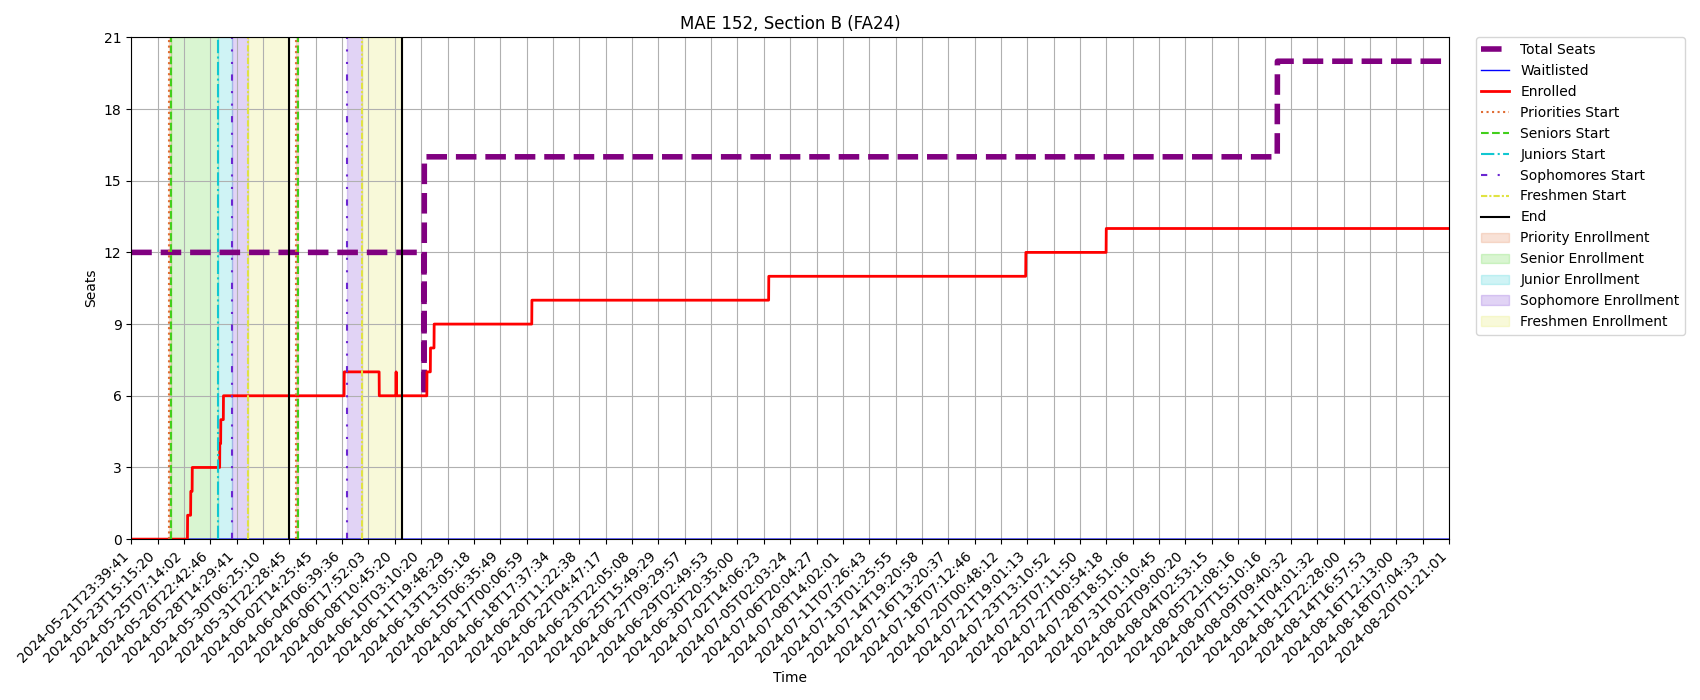 MAE 152, Section B (FA24)
21
18
15
12
9
6
3
0
Seats
2024-05-21T23:39:41
2024-05-23T15:15:20
2024-05-25T07:14:02
2024-05-26T22:42:46
2024-05-28T14:29:41
2024-05-30T06:25:10
2024-05-31T22:28:45
2024-06-02T14:25:45
2024-06-04T06:39:36
2024-06-06T17:52:03
2024-06-08T10:45:20
2024-06-10T03:10:20
2024-06-11T19:48:29
2024-06-13T13:05:18
2024-06-15T06:35:49
2024-06-17T00:06:59
2024-06-18T17:37:34
2024-06-20T11:22:38
2024-06-22T04:47:17
2024-06-23T22:05:08
2024-06-25T15:49:29
2024-06-27T09:29:57
2024-06-29T02:49:53
2024-06-30T20:35:00
2024-07-02T14:06:23
2024-07-05T02:03:24
2024-07-06T20:04:27
2024-07-08T14:02:01
2024-07-11T07:26:43
2024-07-13T01:25:55
2024-07-14T19:20:58
2024-07-16T13:20:37
2024-07-18T07:12:46
2024-07-20T00:48:12
2024-07-21T19:01:13
2024-07-23T13:10:52
2024-07-25T07:11:50
2024-07-27T00:54:18
2024-07-28T18:51:06
2024-07-31T01:10:45
2024-08-02T09:00:20
2024-08-04T02:53:15
2024-08-05T21:08:16
2024-08-07T15:10:16
2024-08-09T09:40:32
2024-08-11T04:01:32
2024-08-12T22:28:00
2024-08-14T16:57:53
2024-08-16T12:13:00
2024-08-18T07:04:33
2024-08-20T01:21:01
Time
Total Seats
Waitlisted
Enrolled
Priorities Start
Seniors Start
Juniors Start
Sophomores Start
Freshmen Start
End
Priority Enrollment
Senior Enrollment
Junior Enrollment
Sophomore Enrollment
Freshmen Enrollment